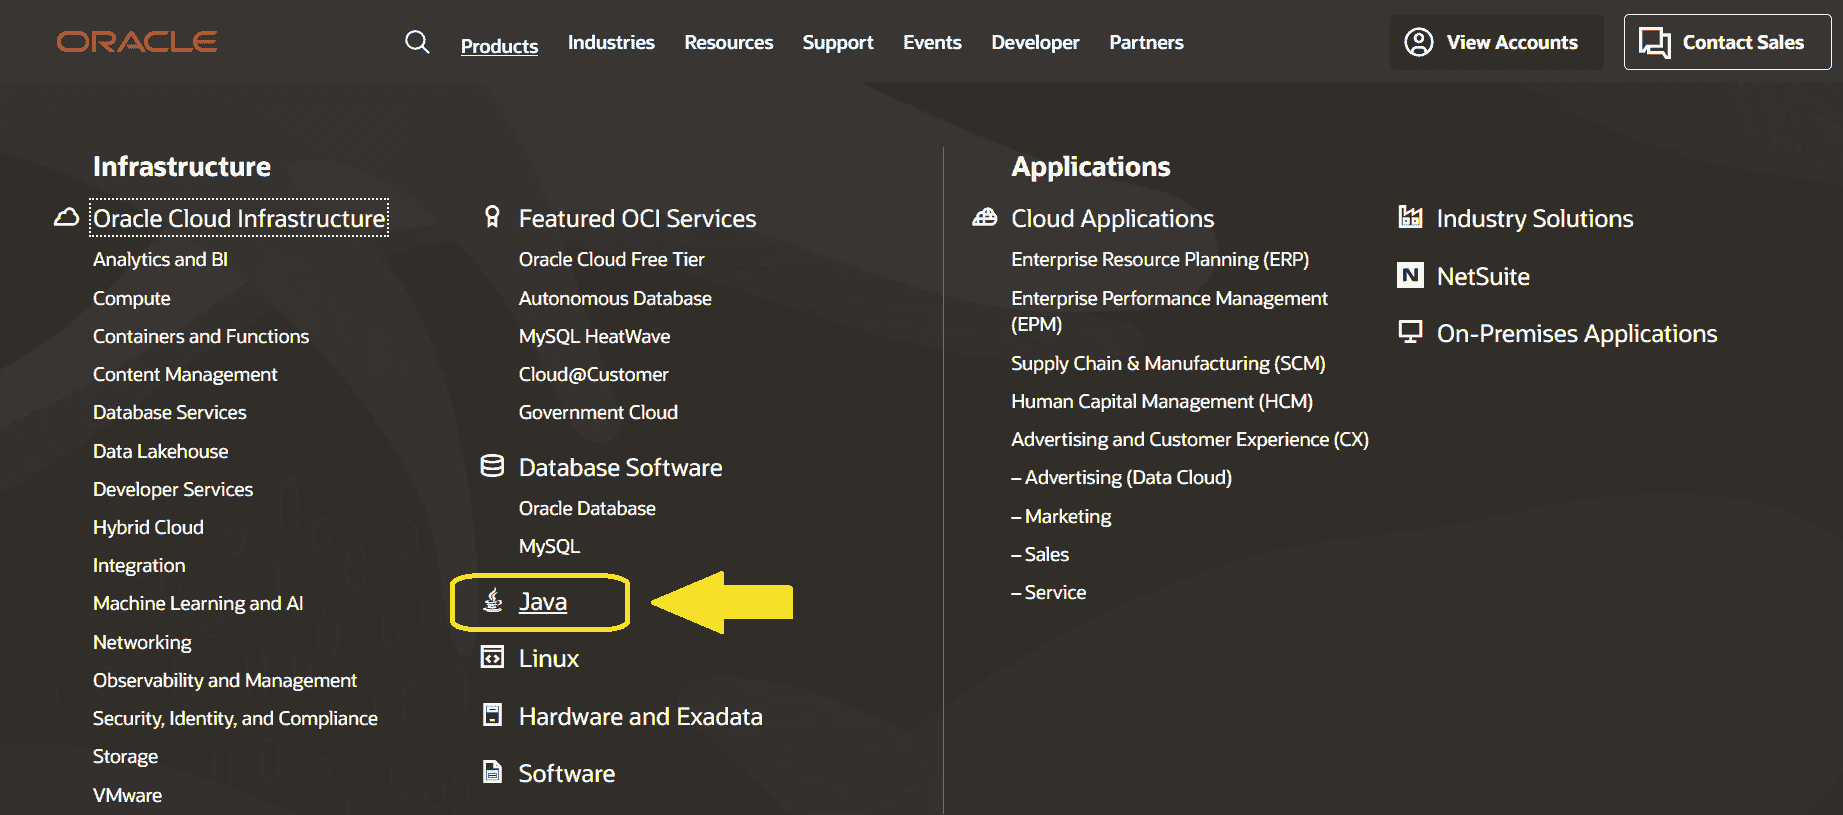 ORACLE
Products
Industries
Resources
Support
Events
Developer
Partners
View Accounts
Contact Sales
Infrastructure
Oracle Cloud Infrastructure
Analytics and BI
Compute
Containers and Functions
Content Management
Database Services
Data Lakehouse
Developer Services
Hybrid Cloud
Integration
Machine Learning and AI
Networking
Observability and Management
Security, Identity, and Compliance
Storage
VMware
Featured OCI Services
Oracle Cloud Free Tier
Autonomous Database
MySQL HeatWave
Cloud@Customer
Government Cloud
Database Software
Oracle Database
MySQL
Java
Linux
Hardware and Exadata
Software
Applications
Cloud Applications
Enterprise Resource Planning (ERP)
Enterprise Performance Management
(EPM)
Supply Chain & Manufacturing (SCM)
Human Capital Management (HCM)
Advertising and Customer Experience (CX)
– Advertising (Data Cloud)
– Marketing
– Sales
– Service
Industry Solutions
N NetSuite
On-Premises Applications